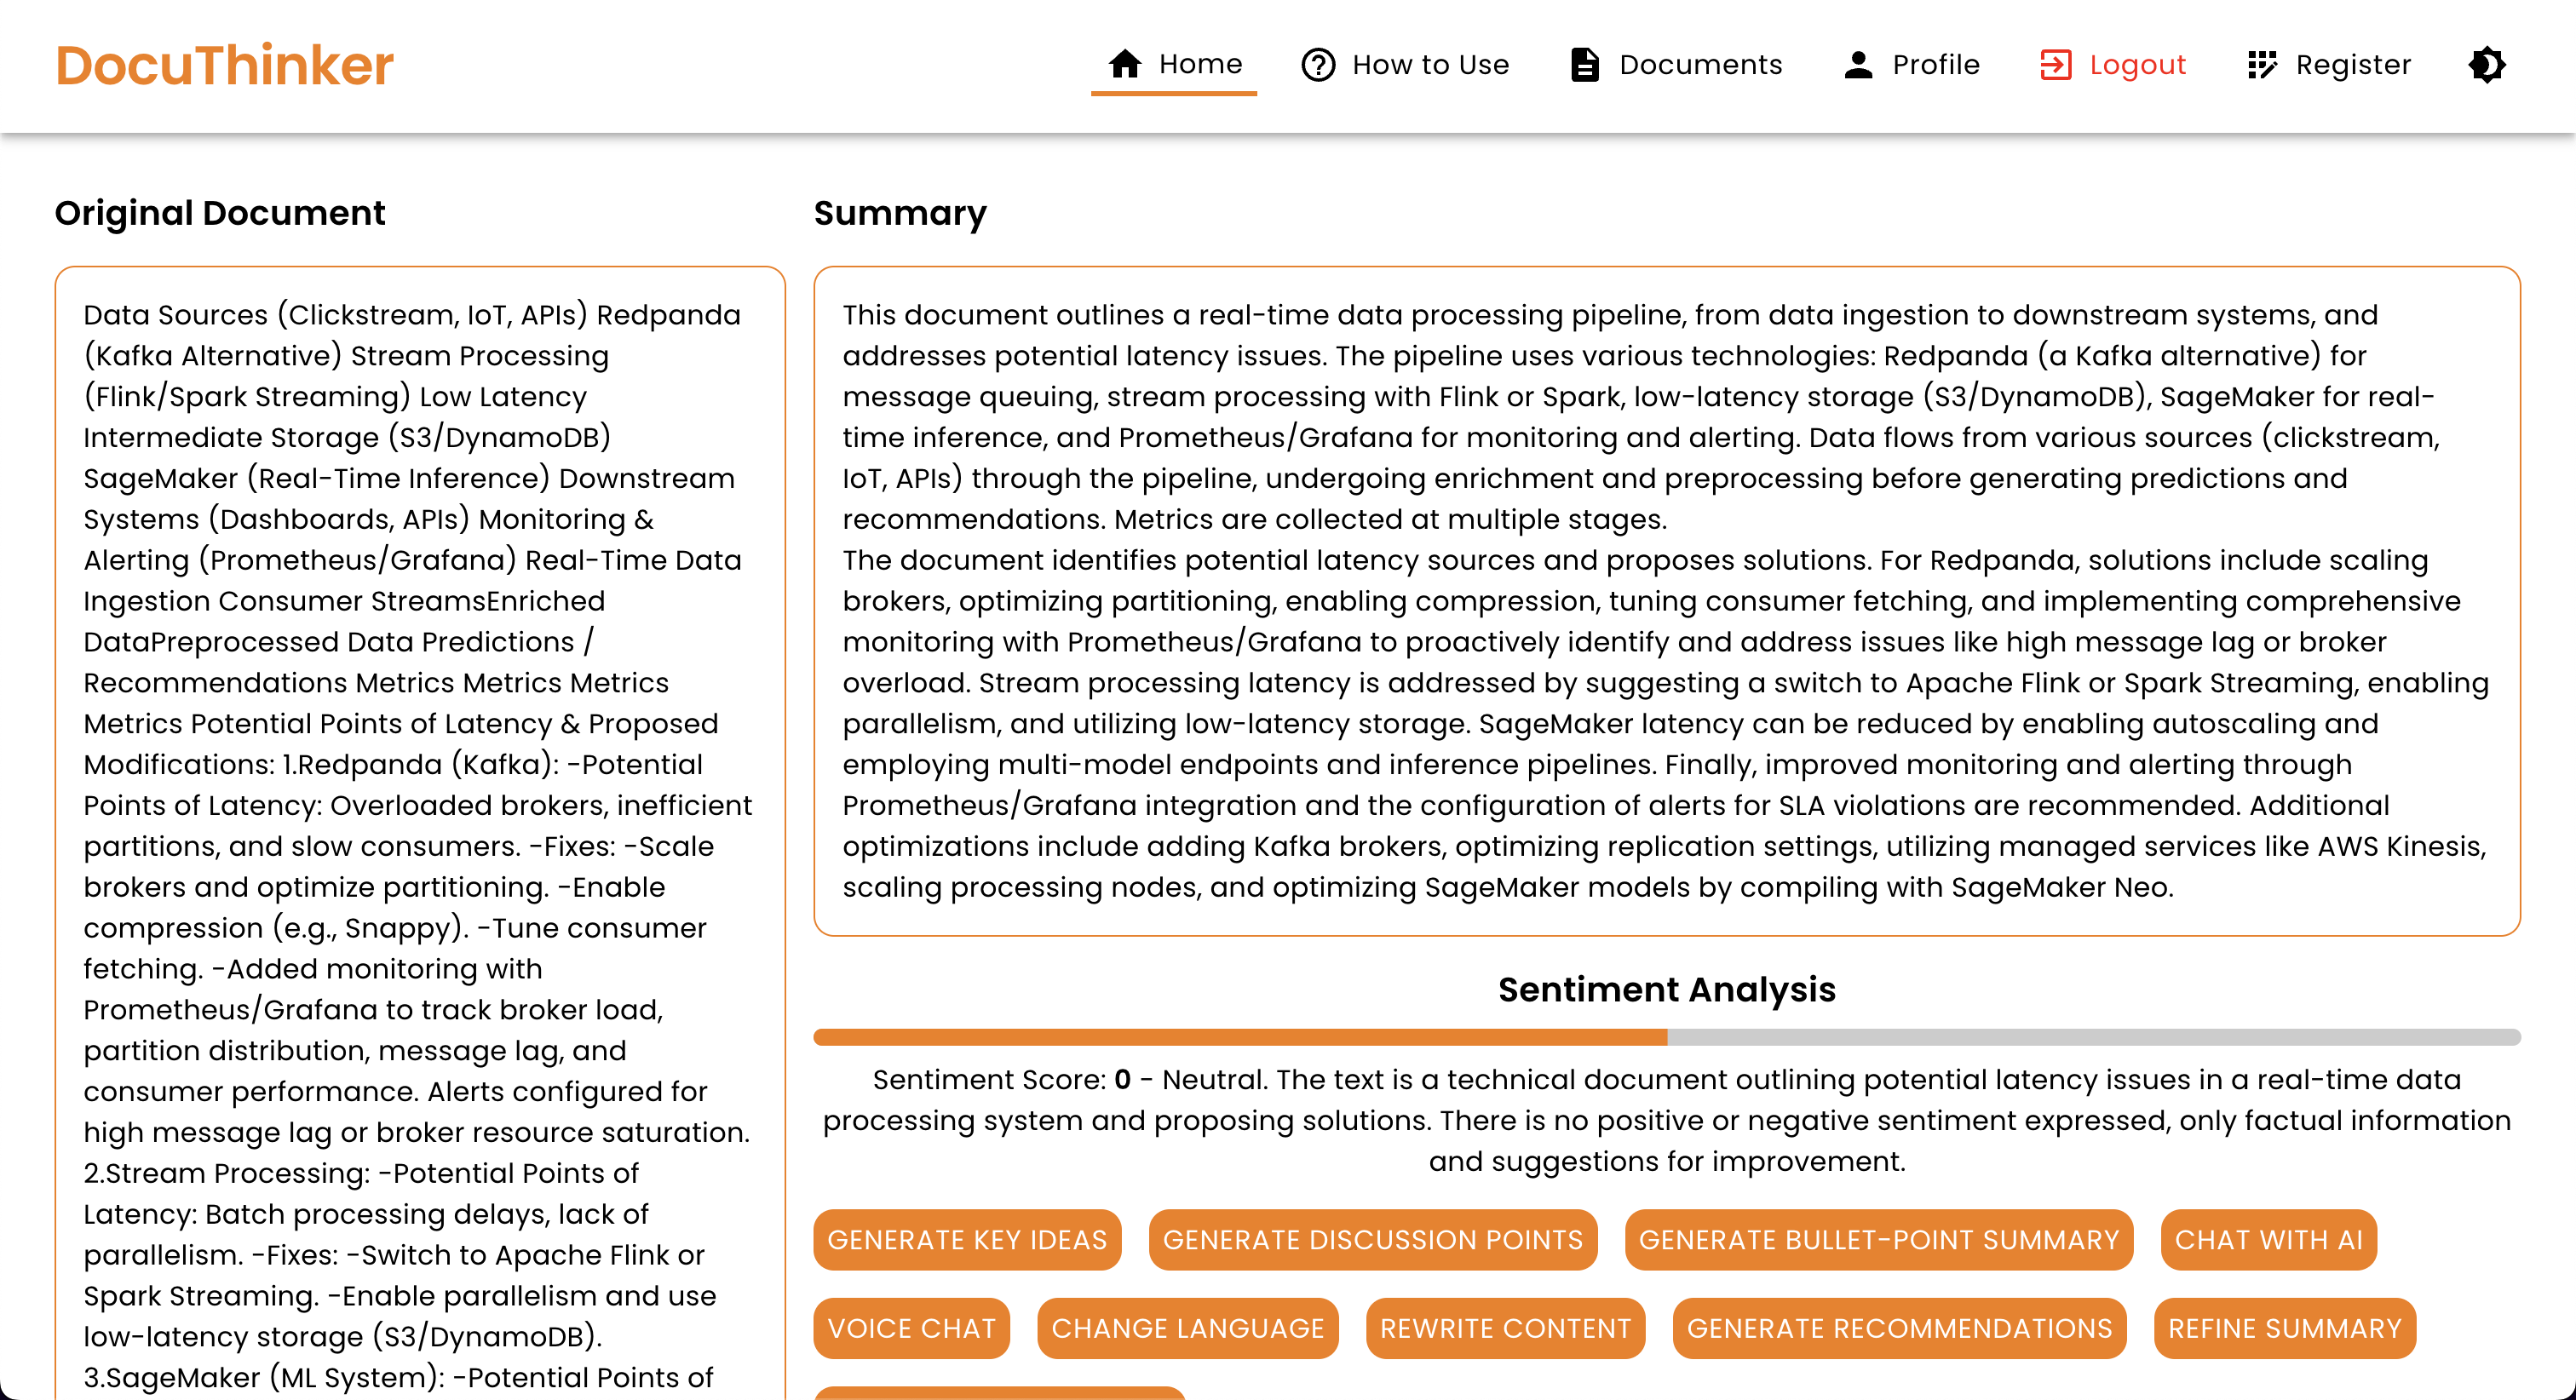 DocuThinker
Home
How to Use
Documents
Profile
Logout
Register
Original Document
Data Sources (Clickstream, IoT, APIs) Redpanda
(Kafka Alternative) Stream Processing
(Flink/Spark Streaming) Low Latency
Intermediate Storage (S3/DynamoDB)
SageMaker (Real-Time Inference) Downstream
Systems (Dashboards, APIs) Monitoring &
Alerting (Prometheus/Grafana) Real-Time Data
Ingestion Consumer StreamsEnriched
DataPreprocessed Data Predictions /
Recommendations Metrics Metrics Metrics
Metrics Potential Points of Latency & Proposed
Modifications: 1.Redpanda (Kafka): -Potential
Points of Latency: Overloaded brokers, inefficient
partitions, and slow consumers. -Fixes: -Scale
brokers and optimize partitioning. -Enable
compression (e.g., Snappy). -Tune consumer
fetching. -Added monitoring with
Prometheus/Grafana to track broker load,
partition distribution, message lag, and
consumer performance. Alerts configured for
high message lag or broker resource saturation.
2.Stream Processing: -Potential Points of
Latency: Batch processing delays, lack of
parallelism. -Fixes: -Switch to Apache Flink or
Spark Streaming. -Enable parallelism and use
low-latency storage (S3/DynamoDB).
3.SageMaker (ML System): -Potential Points of
Summary
This document outlines a real-time data processing pipeline, from data ingestion to downstream systems, and
addresses potential latency issues. The pipeline uses various technologies: Redpanda (a Kafka alternative) for
message queuing, stream processing with Flink or Spark, low-latency storage (S3/DynamoDB), SageMaker for real-
time inference, and Prometheus/Grafana for monitoring and alerting. Data flows from various sources (clickstream,
IoT, APIs) through the pipeline, undergoing enrichment and preprocessing before generating predictions and
recommendations. Metrics are collected at multiple stages.
The document identifies potential latency sources and proposes solutions. For Redpanda, solutions include scaling
brokers, optimizing partitioning, enabling compression, tuning consumer fetching, and implementing comprehensive
monitoring with Prometheus/Grafana to proactively identify and address issues like high message lag or broker
overload. Stream processing latency is addressed by suggesting a switch to Apache Flink or Spark Streaming, enabling
parallelism, and utilizing low-latency storage. SageMaker latency can be reduced by enabling autoscaling and
employing multi-model endpoints and inference pipelines. Finally, improved monitoring and alerting through
Prometheus/Grafana integration and the configuration of alerts for SLA violations are recommended. Additional
optimizations include adding Kafka brokers, optimizing replication settings, utilizing managed services like AWS Kinesis,
scaling processing nodes, and optimizing SageMaker models by compiling with SageMaker Neo.
Sentiment Analysis
Sentiment Score: 0 - Neutral. The text is a technical document outlining potential latency issues in a real-time data
processing system and proposing solutions. There is no positive or negative sentiment expressed, only factual information
and suggestions for improvement.
GENERATE KEY IDEAS
GENERATE DISCUSSION POINTS
GENERATE BULLET-POINT SUMMARY
CHAT WITH AI
VOICE CHAT
CHANGE LANGUAGE
REWRITE CONTENT
GENERATE RECOMMENDATIONS
REFINE SUMMARY